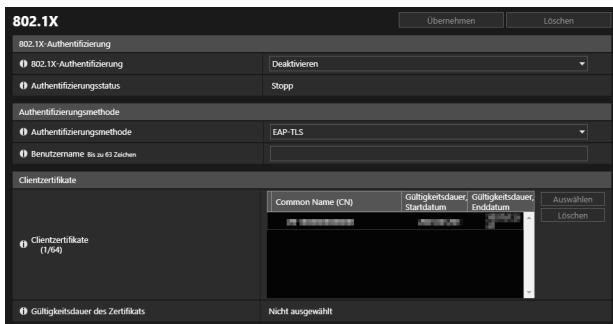 802.1X
Übernehmen
Löschen
802.1X-Authentifizierung
802.1X-Authentifizierung
Deaktivieren
Authentifizierungsstatus
Stopp
Authentifizierungsmethode
Authentifizierungsmethode
EAP-TLS
Benutzername Bis zu 63 Zeichen
Clientzertifikate
Clientzertifikate
(1/64)
Common Name (CN)
Gültigkeitsdauer,
Startdatum
Gültigkeitsdauer,
Enddatum
Auswählen
Löschen
Gültigkeitsdauer des Zertifikats
Nicht ausgewählt